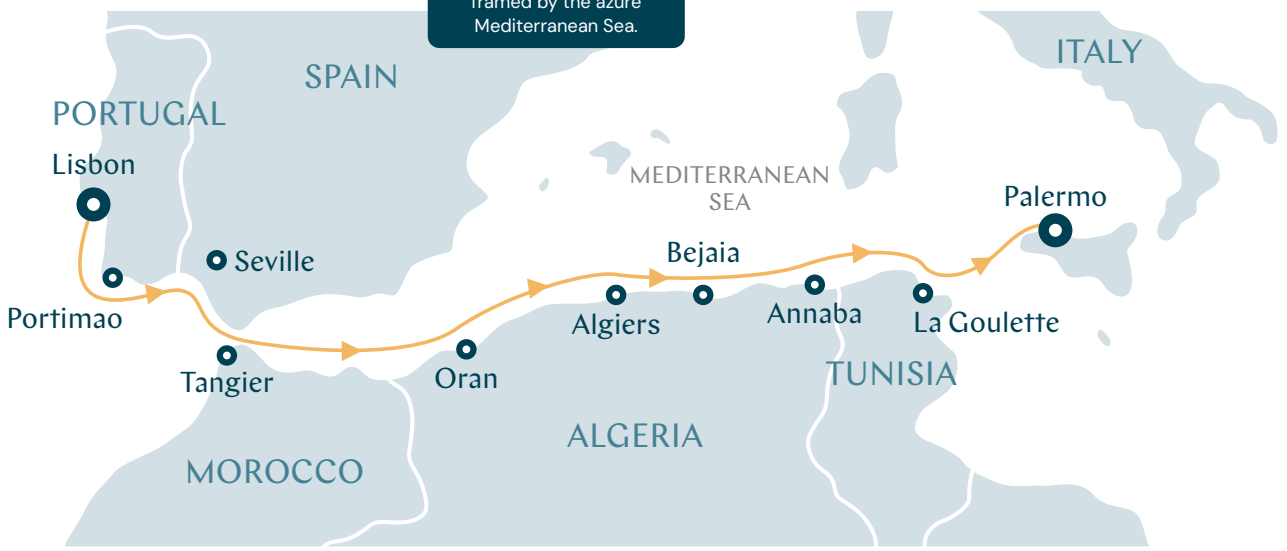 framed by the azure
Mediterranean Sea.
ITALY
SPAIN
PORTUGAL
Lisbon
MEDITERRANEAN
SEA
Palermo
Bejaia
Seville
Portimao
Algiers
Annaba
La Goulette
Tangier
Oran
TUNISIA
ALGERIA
MOROCCO